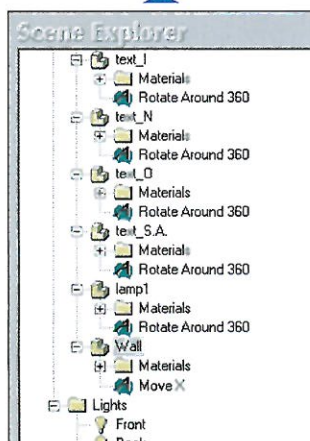 Scene Explorer
text_I
Materials
Rotate Around 360
text_N
Materials
Rotate Around 360
text_O
Materials
Rotate Around 360
text_S.A.
Materials
Rotate Around 360
lamp1
Materials
Rotate Around 360
Wall
Materials
Move X
Lights
Front
Back